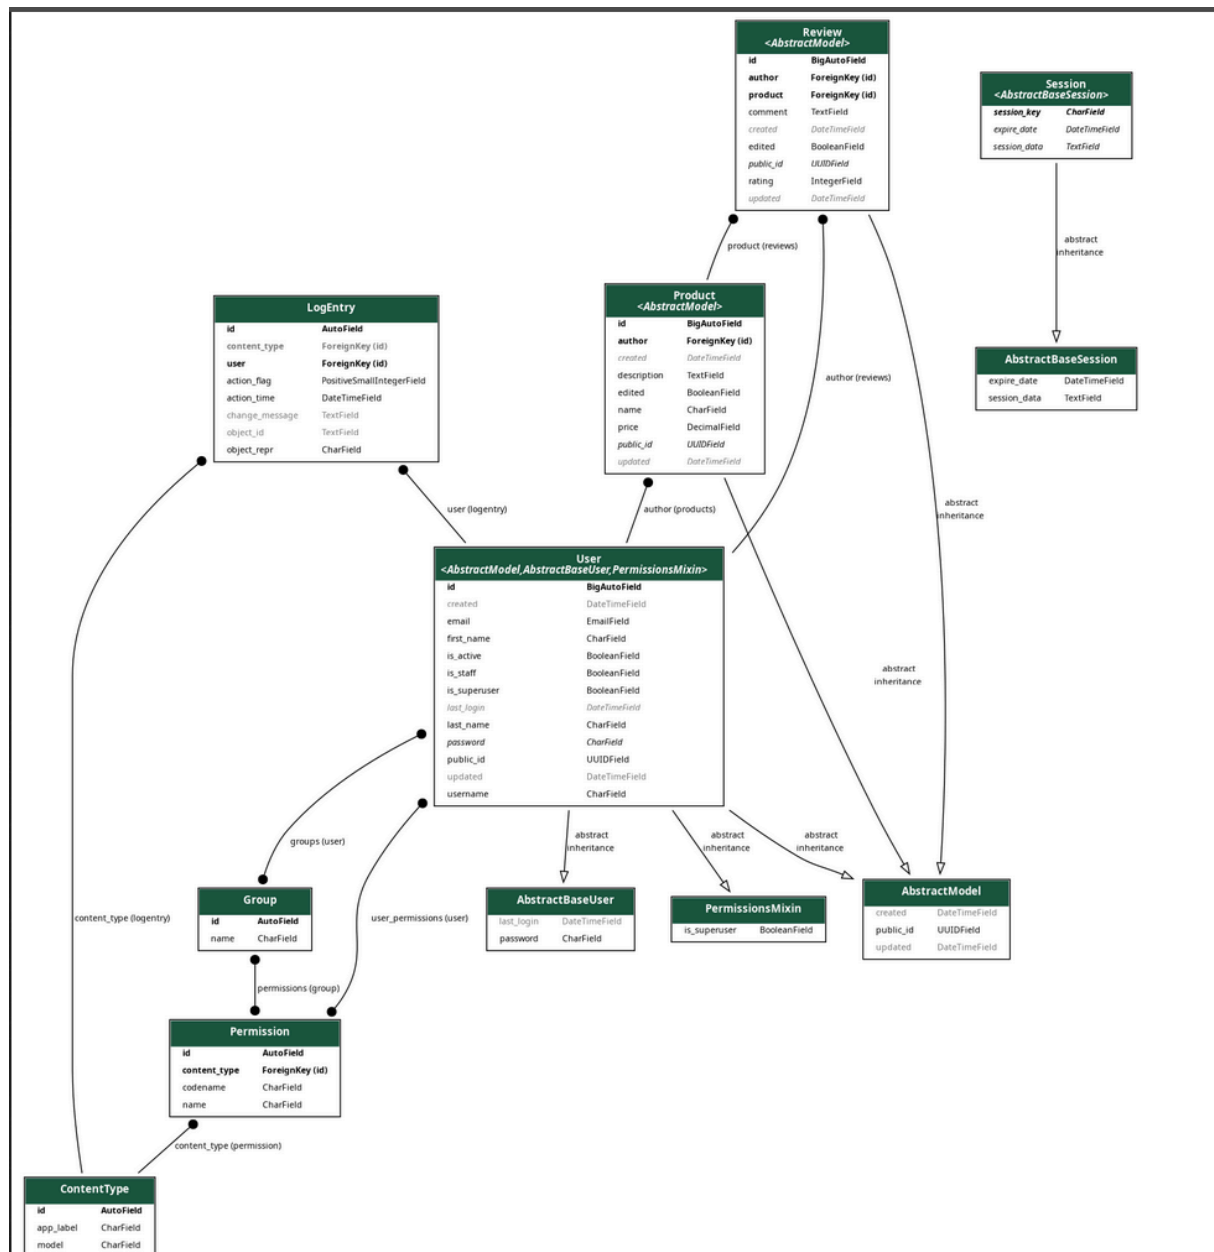 Review
<AbstractModel>
id BigAutoField
author ForeignKey (id)
product ForeignKey (id)
comment TextField
created DateTimeField
edited BooleanField
public_id UUIDField
rating IntegerField
updated DateTimeField
Session
<AbstractBaseSession>
session_key CharField
expire_date DateTimeField
session_data TextField
product (reviews)
abstract
inheritance
LogEntry
id AutoField
content_type ForeignKey (id)
user ForeignKey (id)
action_flag PositiveSmallIntegerField
action_time DateTimeField
change_message TextField
object_id TextField
object_repr CharField
Product
<AbstractModel>
id BigAutoField
author ForeignKey (id)
created DateTimeField
description TextField
edited BooleanField
name CharField
price DecimalField
public_id UUIDField
updated DateTimeField
author (reviews)
AbstractBaseSession
expire_date DateTimeField
session_data TextField
user (logentry)
author (products)
abstract
inheritance
User
<AbstractModel,AbstractBaseUser,PermissionsMixin>
id BigAutoField
created DateTimeField
email EmailField
first_name CharField
is_active BooleanField
is_staff BooleanField
is_superuser BooleanField
last_login DateTimeField
last_name CharField
password CharField
public_id UUIDField
updated DateTimeField
username CharField
abstract
inheritance
groups (user)
abstract
inheritance
abstract
inheritance
abstract
inheritance
content_type (logentry)
Group
id AutoField
name CharField
user_permissions (user)
AbstractBaseUser
last_login DateTimeField
password CharField
PermissionsMixin
is_superuser BooleanField
AbstractModel
created DateTimeField
public_id UUIDField
updated DateTimeField
permissions (group)
Permission
id AutoField
content_type ForeignKey (id)
codename CharField
name CharField
content_type (permission)
ContentType
id AutoField
app_label CharField
model CharField